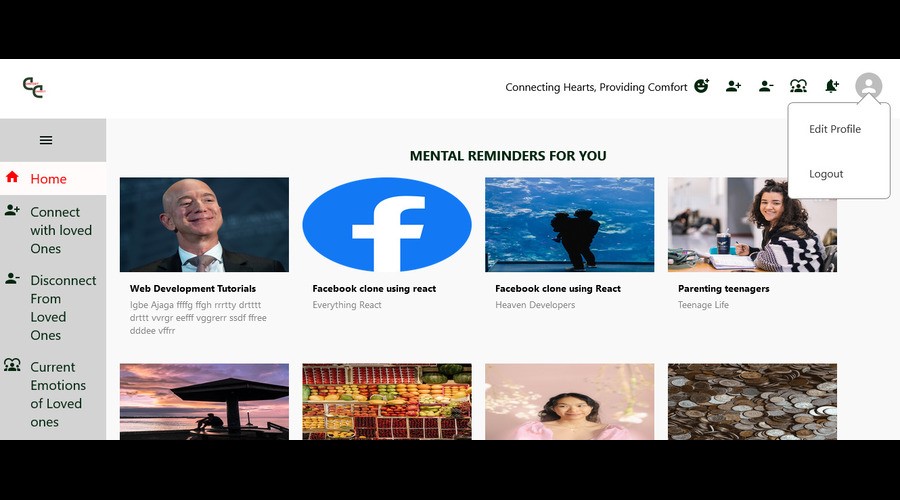 Connecting Hearts, Providing Comfort
Edit Profile
Logout
Home
Connect
with loved
Ones
Disconnect
From
Loved
Ones
Current
Emotions
of Loved
ones
MENTAL REMINDERS FOR YOU
Web Development Tutorials
Igbe Ajaga ffffg ffgh rrrtty drtttt
drttt vvrgr eefff vggrerr ssdf ffree
dddee vffrr
Facebook clone using react
Everything React
Facebook clone using React
Heaven Developers
Parenting teenagers
Teenage Life